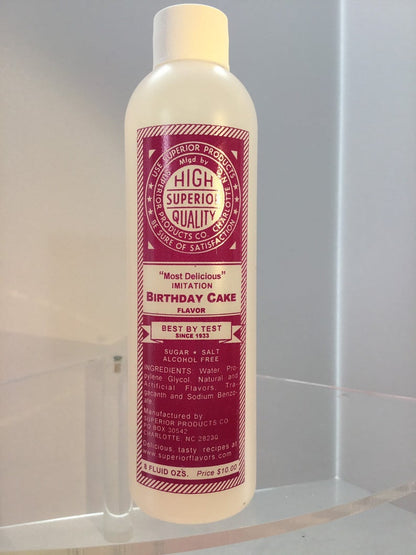 USE SUPERIOR PRODUCTS
BE SURE OF SATISFACTION
Mfgd. by
SUPERIOR PRODUCTS CO. CHARLOTTE N.C.
HIGH
SUPERIOR
QUALITY
"Most Delicious"
IMITATION
BIRTHDAY CAKE
FLAVOR
BEST BY TEST
SINCE 1933
SUGAR • SALT
ALCOHOL FREE
INGREDIENTS: Water, Pro-
pylene Glycol, Natural and
Artificial Flavors, Tra-
gacanth and Sodium Benzo-
ate.
Manufactured by
SUPERIOR PRODUCTS CO
PO BOX 30542
CHARLOTTE, NC 28230
Delicious, tasty recipes at
www.superiorflavors.com
8 FLUID OZS. Price $10.00